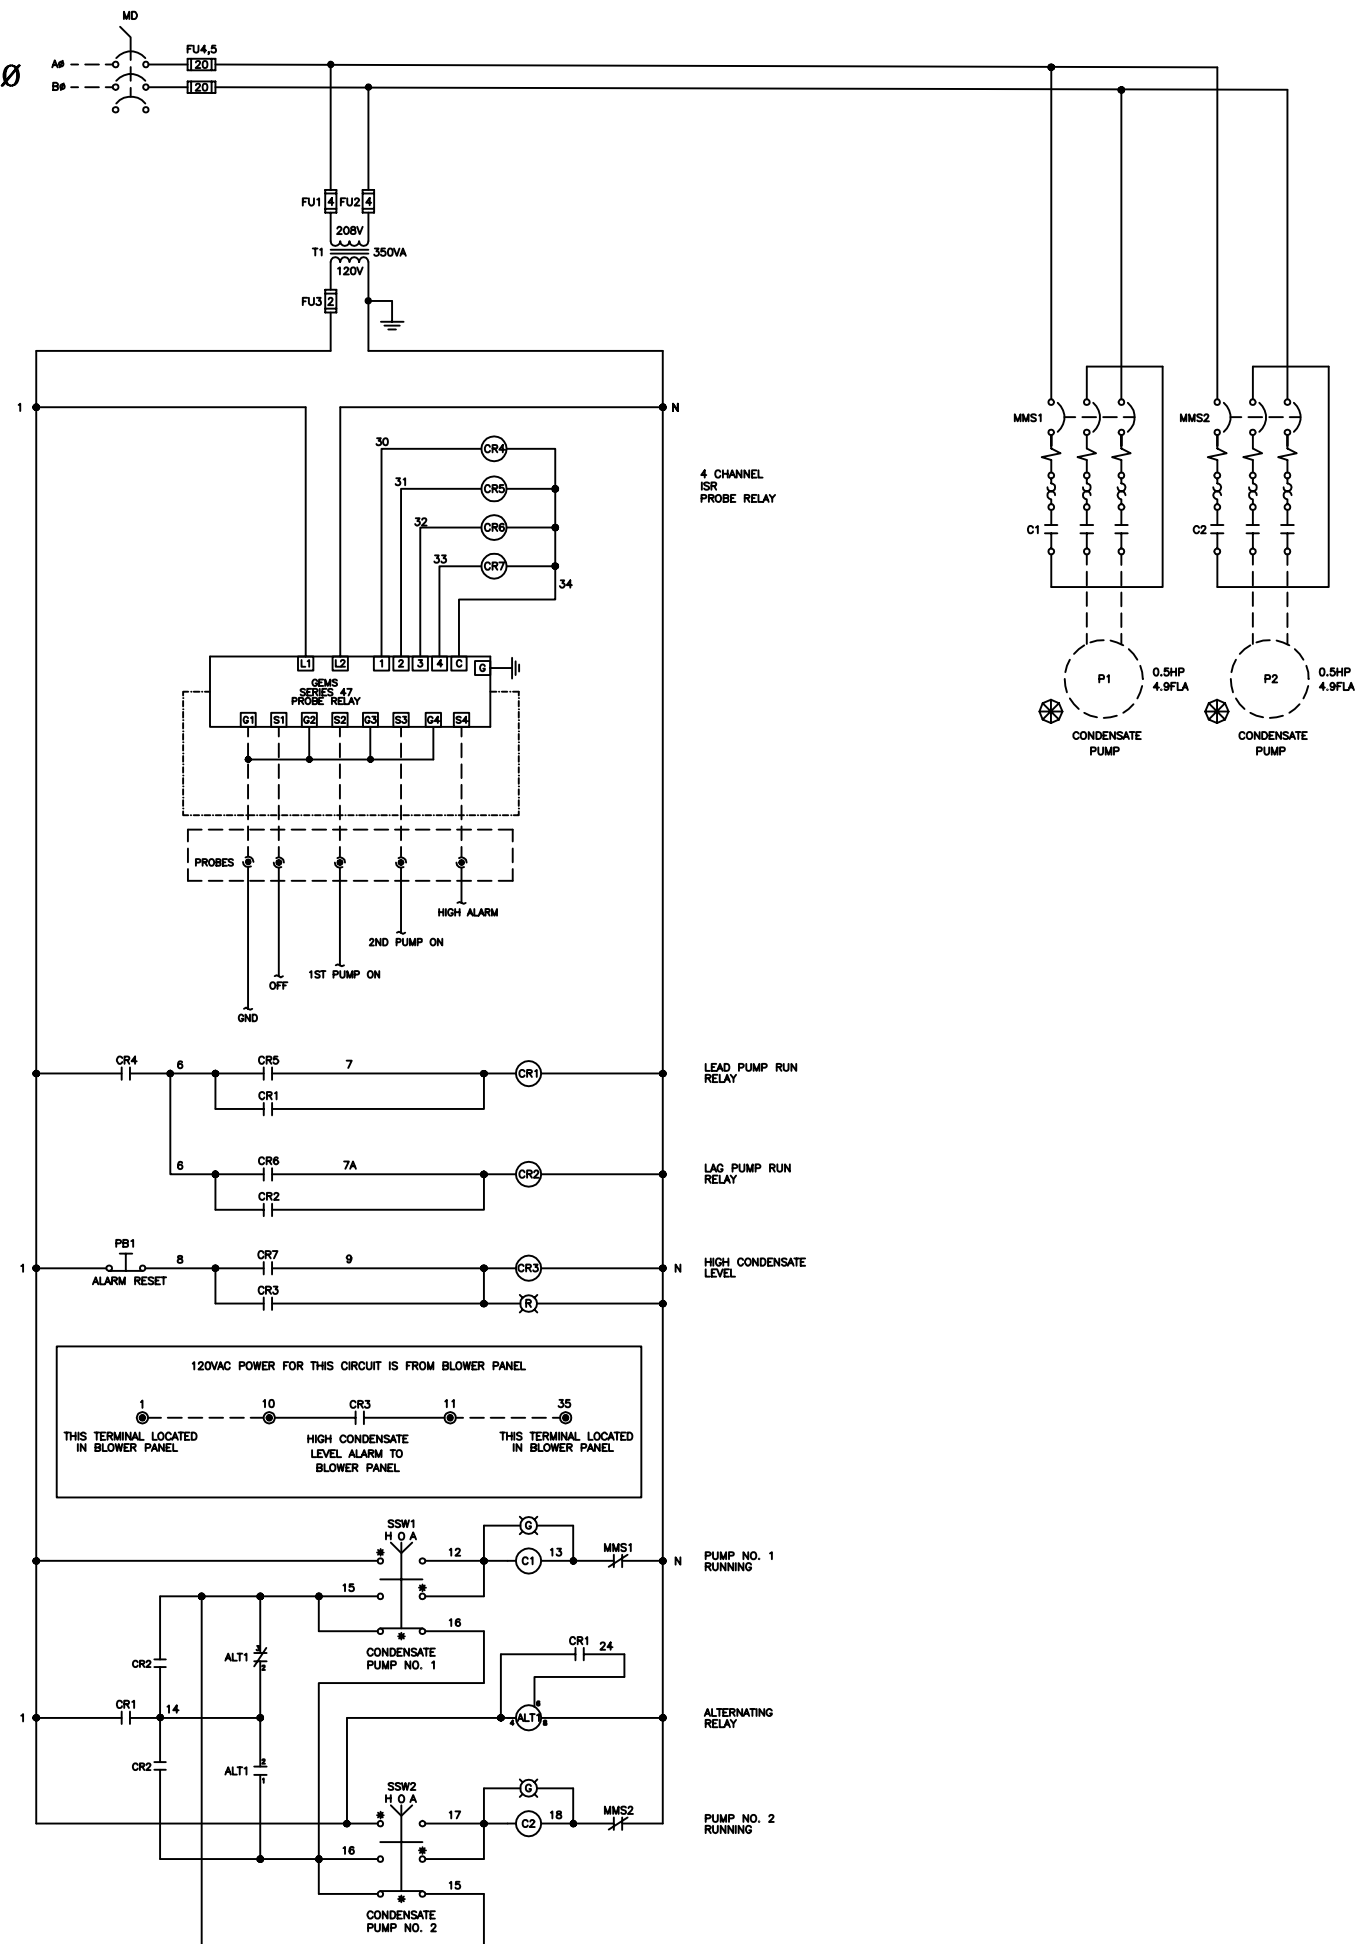 MD
FU4,5
Ø
AØ
20
BØ
20
FU1
4
FU2
4
208V
T1
350VA
120V
FU3
2
1
N
30
CR4
31
CR5
32
CR6
33
CR7
34
4 CHANNEL
ISR
PROBE RELAY
L1
L2
1
2
3
4
C
G
GEMS
SERIES 47
PROBE RELAY
G1
S1
G2
S2
G3
S3
G4
S4
PROBES
HIGH ALARM
2ND PUMP ON
1ST PUMP ON
OFF
GND
MMS1
MMS2
C1
C2
P1
0.5HP
4.9FLA
P2
0.5HP
4.9FLA
CONDENSATE
PUMP
CONDENSATE
PUMP
CR4
6
CR5
7
CR1
LEAD PUMP RUN
RELAY
CR1
6
CR6
7A
CR2
LAG PUMP RUN
RELAY
CR2
PB1
1
8
CR7
9
CR3
N
HIGH CONDENSATE
LEVEL
ALARM RESET
CR3
R
120VAC POWER FOR THIS CIRCUIT IS FROM BLOWER PANEL
1
10
CR3
11
35
THIS TERMINAL LOCATED
IN BLOWER PANEL
HIGH CONDENSATE
LEVEL ALARM TO
BLOWER PANEL
THIS TERMINAL LOCATED
IN BLOWER PANEL
SSW1
H O A
G
12
C1
13
MMS1
N
PUMP NO. 1
RUNNING
15
16
CONDENSATE
PUMP NO. 1
CR2
ALT1
3
2
CR1
24
1
CR1
14
6
4
ALT1
5
ALTERNATING
RELAY
CR2
ALT1
2
1
SSW2
H O A
G
17
C2
18
MMS2
PUMP NO. 2
RUNNING
16
15
CONDENSATE
PUMP NO. 2